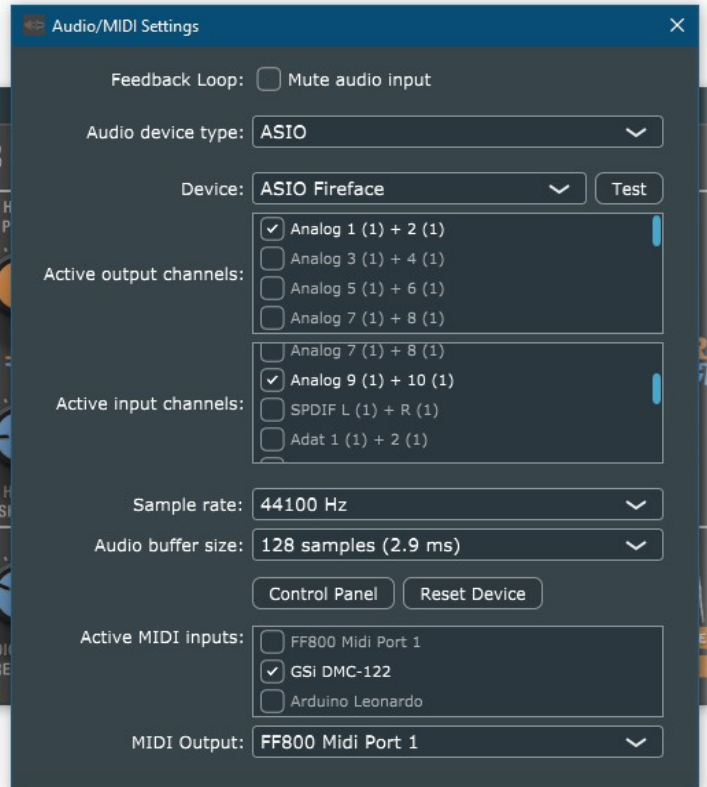 Audio/MIDI Settings
Feedback Loop: Mute audio input
Audio device type: ASIO
Device: ASIO Fireface Test
Active output channels:
Analog 1 (1) + 2 (1)
Analog 3 (1) + 4 (1)
Analog 5 (1) + 6 (1)
Analog 7 (1) + 8 (1)
Active input channels:
Analog 7 (1) + 8 (1)
Analog 9 (1) + 10 (1)
SPDIF L (1) + R (1)
Adat 1 (1) + 2 (1)
Sample rate: 44100 Hz
Audio buffer size: 128 samples (2.9 ms)
Control Panel Reset Device
Active MIDI inputs:
FF800 Midi Port 1
GSi DMC-122
Arduino Leonardo
MIDI Output: FF800 Midi Port 1